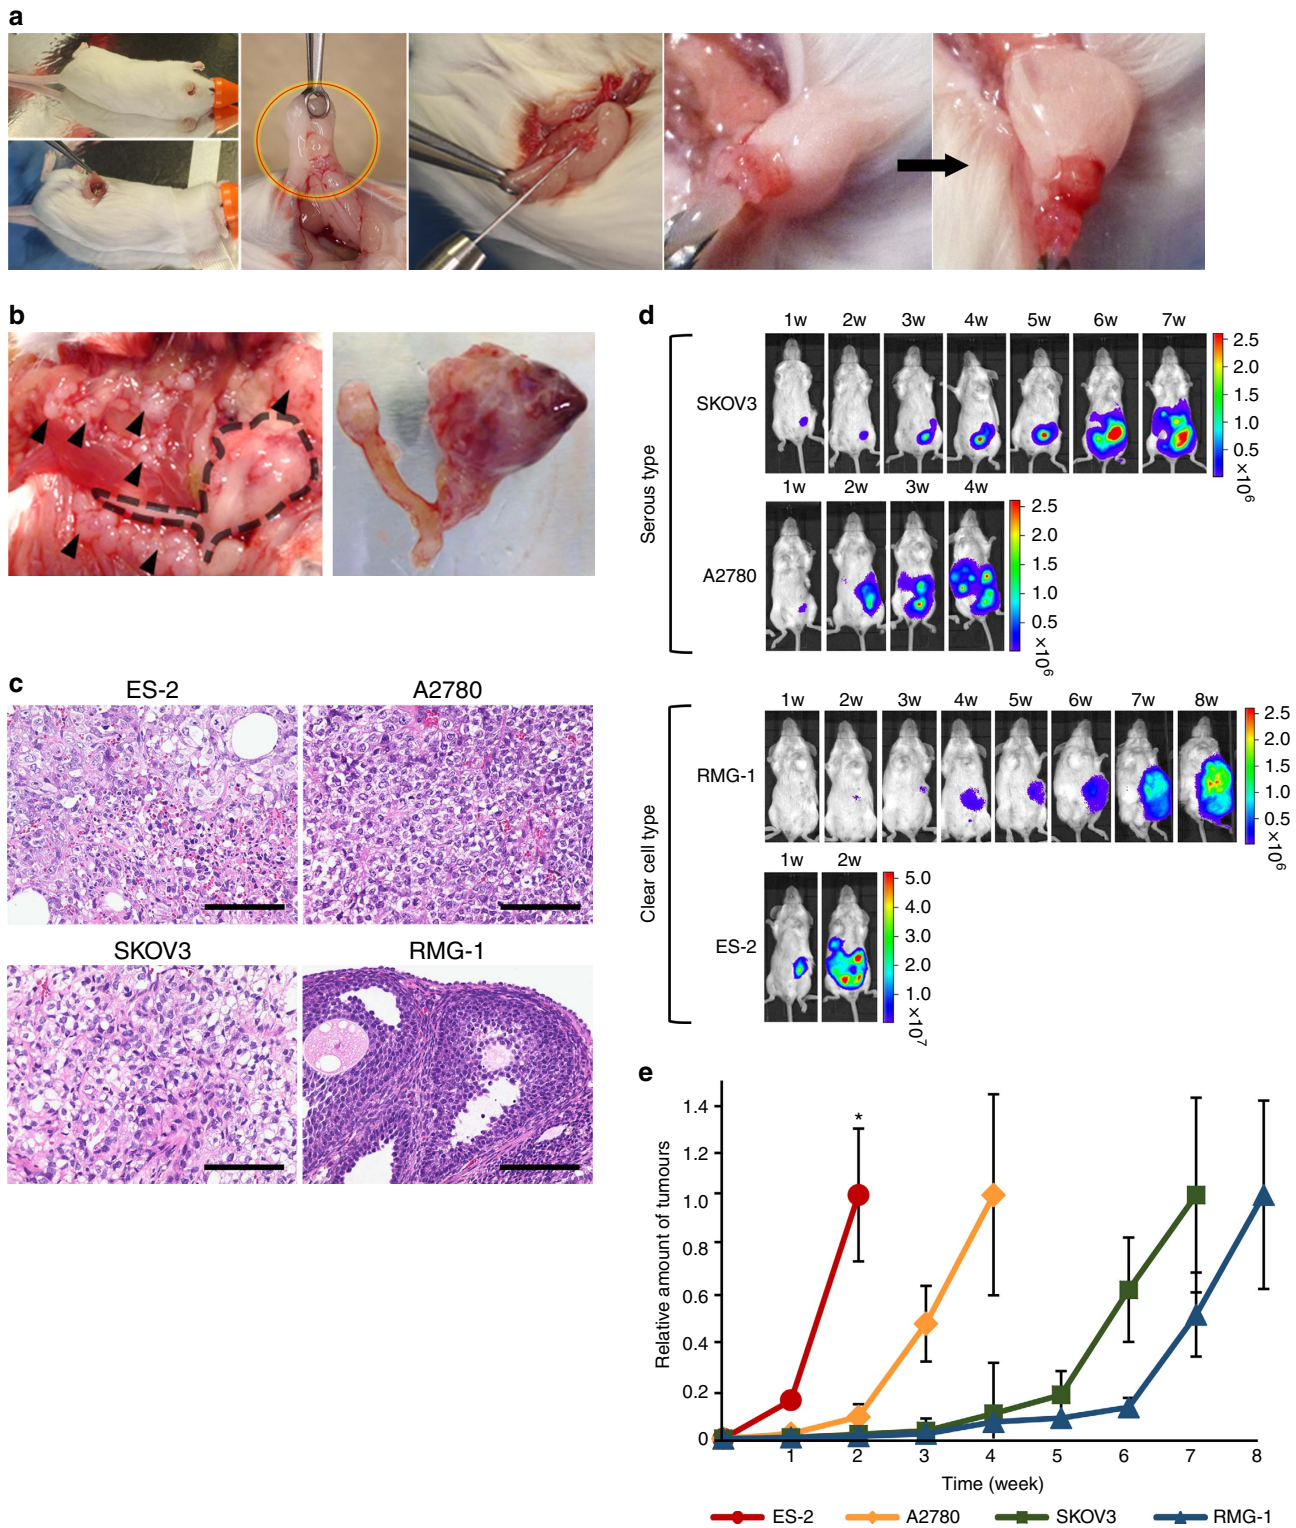 a
b
c
ES-2
A2780
SKOV3
RMG-1
d
Serous type
1w 2w 3w 4w 5w 6w 7w
SKOV3
2.5
2.0
1.5
1.0
0.5
×10⁶
1w 2w 3w 4w
A2780
2.5
2.0
1.5
1.0
0.5
×10⁶
Clear cell type
1w 2w 3w 4w 5w 6w 7w 8w
RMG-1
2.5
2.0
1.5
1.0
0.5
×10⁶
1w 2w
ES-2
5.0
4.0
3.0
2.0
1.0
×10⁷
e
Relative amount of tumours
1.4
1.2
1.0
0.8
0.6
0.4
0.2
0
*
1 2 3 4 5 6 7 8
Time (week)
ES-2 A2780 SKOV3 RMG-1